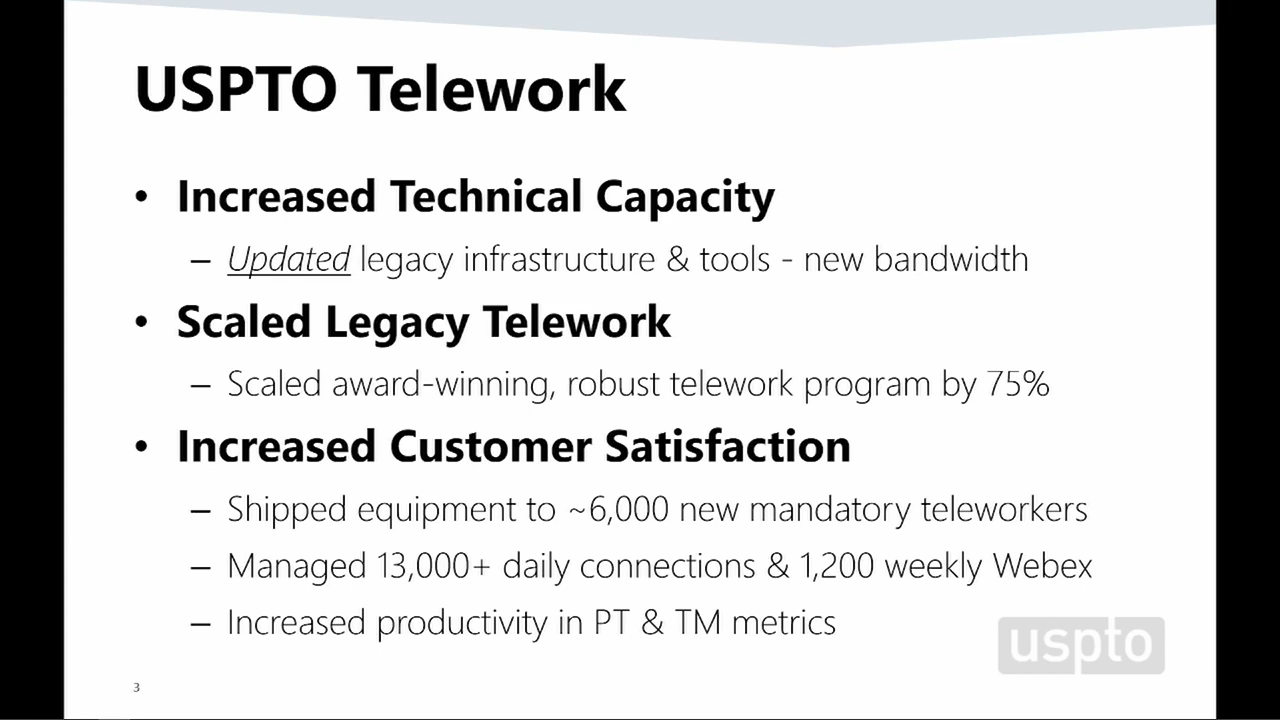 USPTO Telework
• Increased Technical Capacity
– Updated legacy infrastructure & tools - new bandwidth
• Scaled Legacy Telework
– Scaled award-winning, robust telework program by 75%
• Increased Customer Satisfaction
– Shipped equipment to ~6,000 new mandatory teleworkers
– Managed 13,000+ daily connections & 1,200 weekly Webex
– Increased productivity in PT & TM metrics
uspto
3